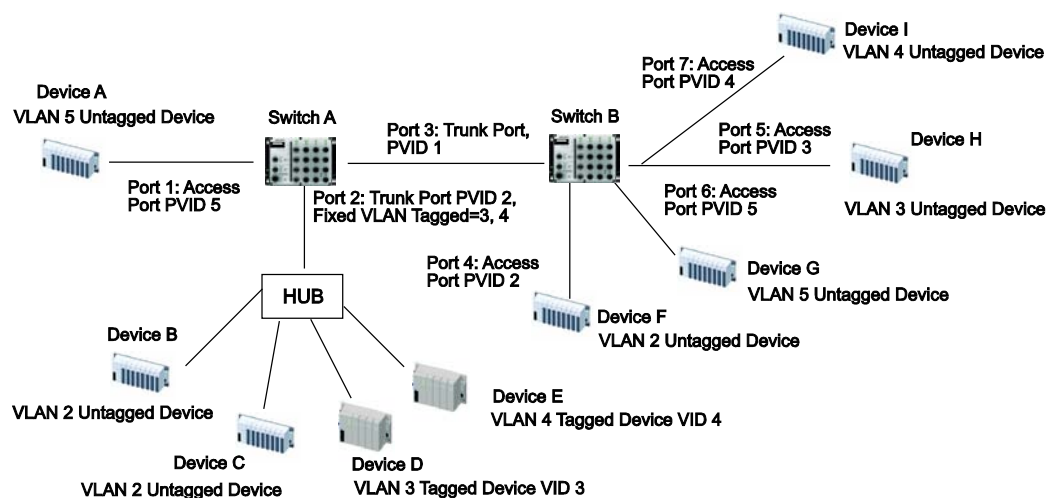 Device I
VLAN 4 Untagged Device
Port 7: Access
Port PVID 4
Device A
VLAN 5 Untagged Device
Switch A
Port 3: Trunk Port,
PVID 1
Switch B
Port 5: Access
Port PVID 3
Device H
Port 1: Access
Port PVID 5
Port 2: Trunk Port PVID 2,
Fixed VLAN Tagged=3, 4
Port 6: Access
Port PVID 5
VLAN 3 Untagged Device
Port 4: Access
Port PVID 2
Device G
VLAN 5 Untagged Device
HUB
Device F
VLAN 2 Untagged Device
Device B
VLAN 2 Untagged Device
Device E
VLAN 4 Tagged Device VID 4
Device C
VLAN 2 Untagged Device
Device D
VLAN 3 Tagged Device VID 3